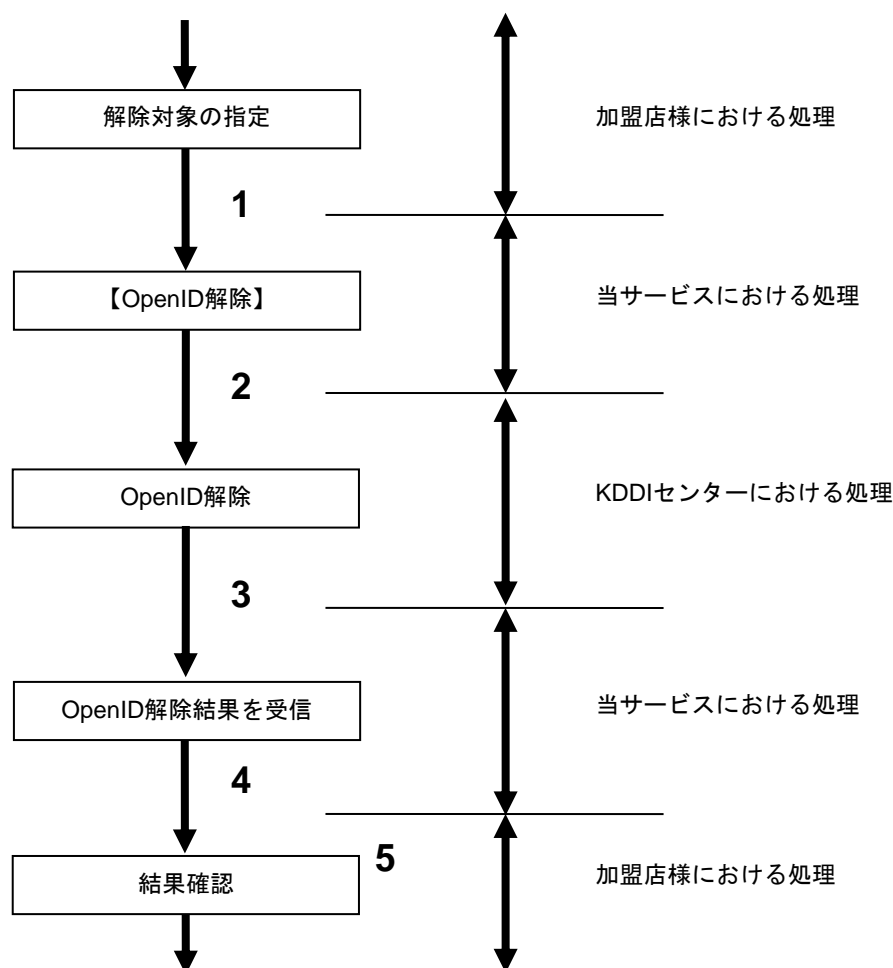 解除対象の指定
加盟店様における処理
1
【OpenID解除】
当サービスにおける処理
2
OpenID解除
KDDIセンターにおける処理
3
OpenID解除結果を受信
当サービスにおける処理
4
5
結果確認
加盟店様における処理